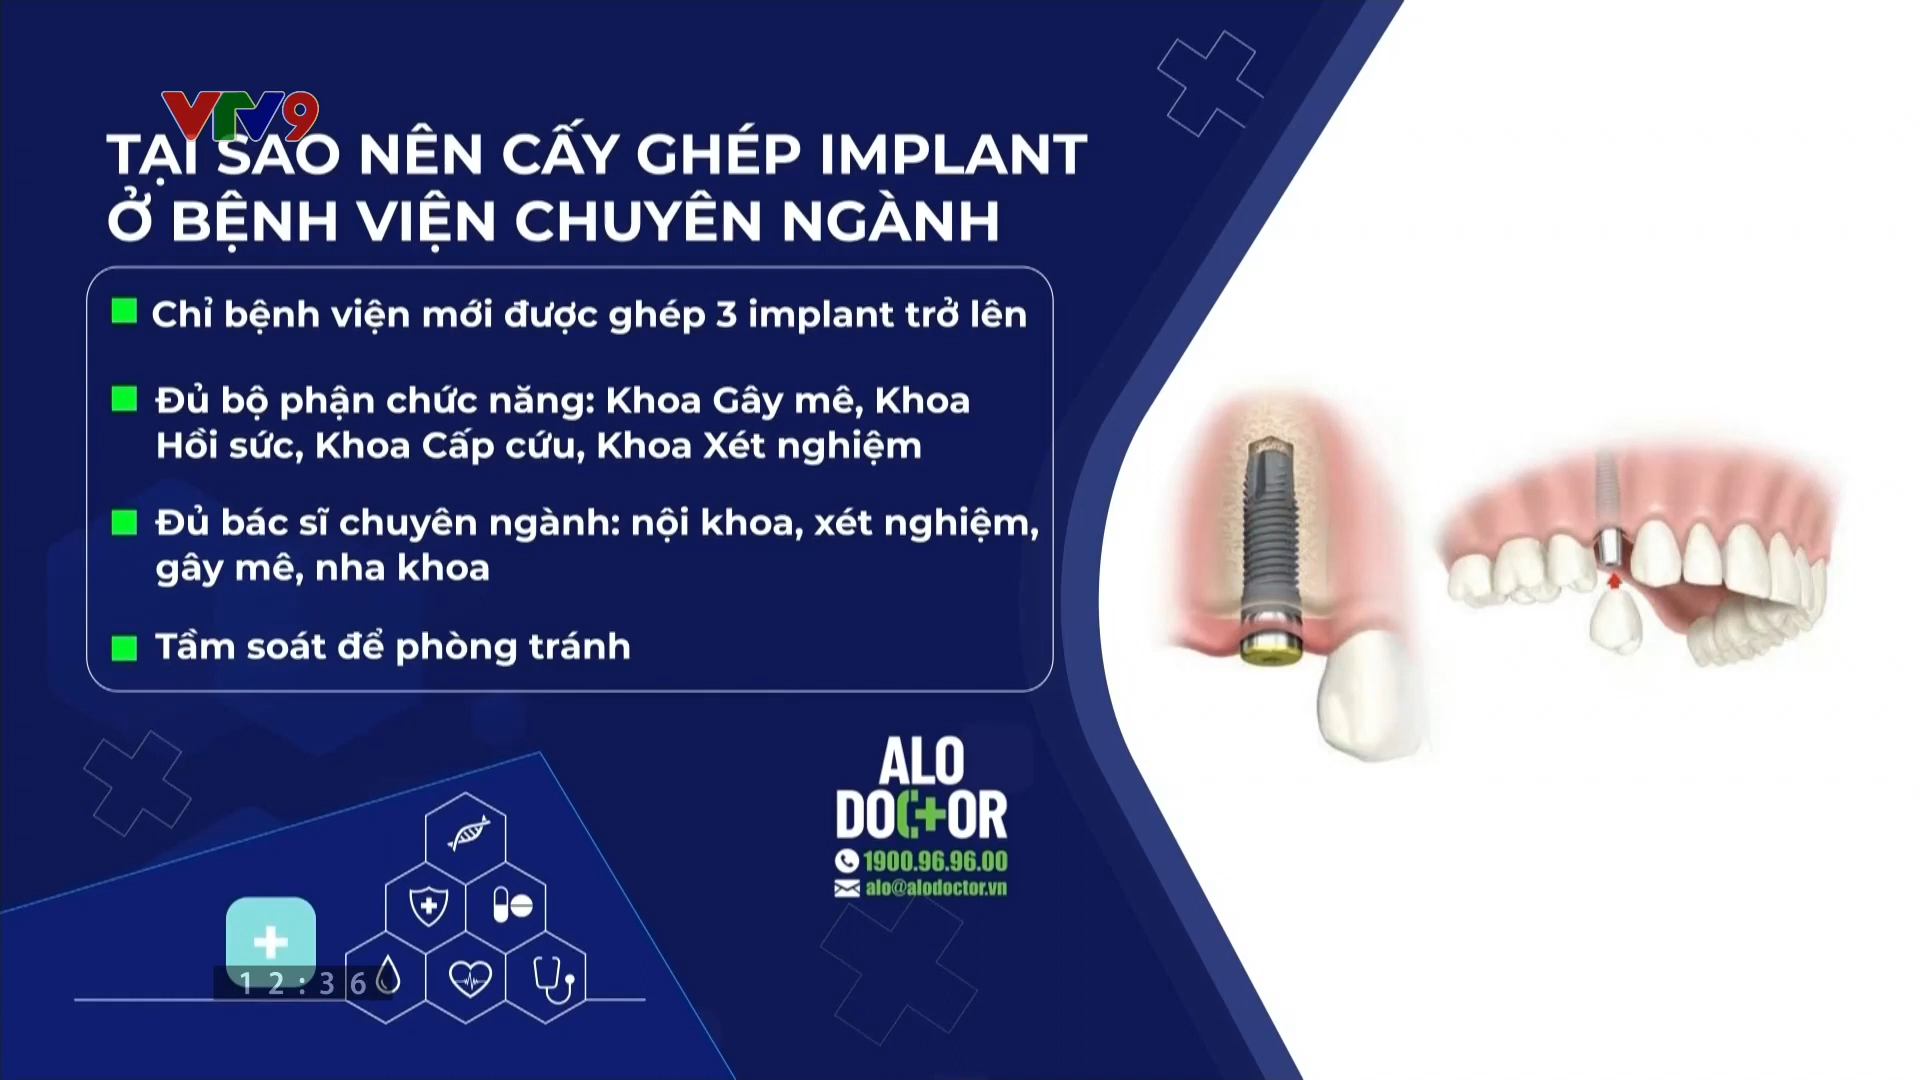 VTV9
TẠI SAO NÊN CẤY GHÉP IMPLANT
Ở BỆNH VIỆN CHUYÊN NGÀNH
Chỉ bệnh viện mới được ghép 3 implant trở lên
Đủ bộ phận chức năng: Khoa Gây mê, Khoa
Hồi sức, Khoa Cấp cứu, Khoa Xét nghiệm
Đủ bác sĩ chuyên ngành: nội khoa, xét nghiệm,
gây mê, nha khoa
Tầm soát để phòng tránh
ALO
DOCTOR
1900.96.96.00
alo@alodoctor.vn
12:36